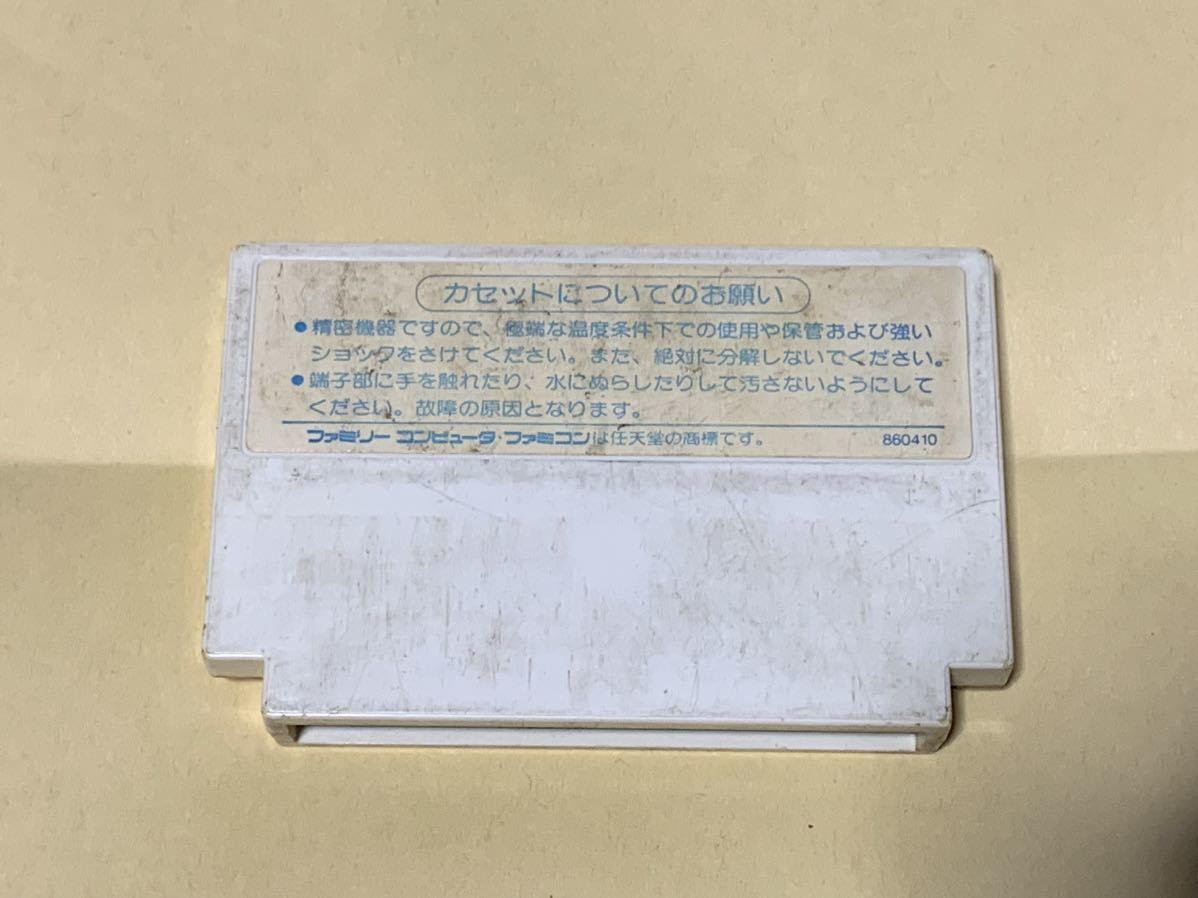 カセットについてのお願い
●精密機器ですので、極端な温度条件下での使用や保管および強い
ショックをさけてください。また、絶対に分解しないでください。
●端子部に手を触れたり、水にぬらしたりして汚さないようにして
ください。故障の原因となります。
ファミリー コンピュータ・ファミコンは任天堂の商標です。 860410